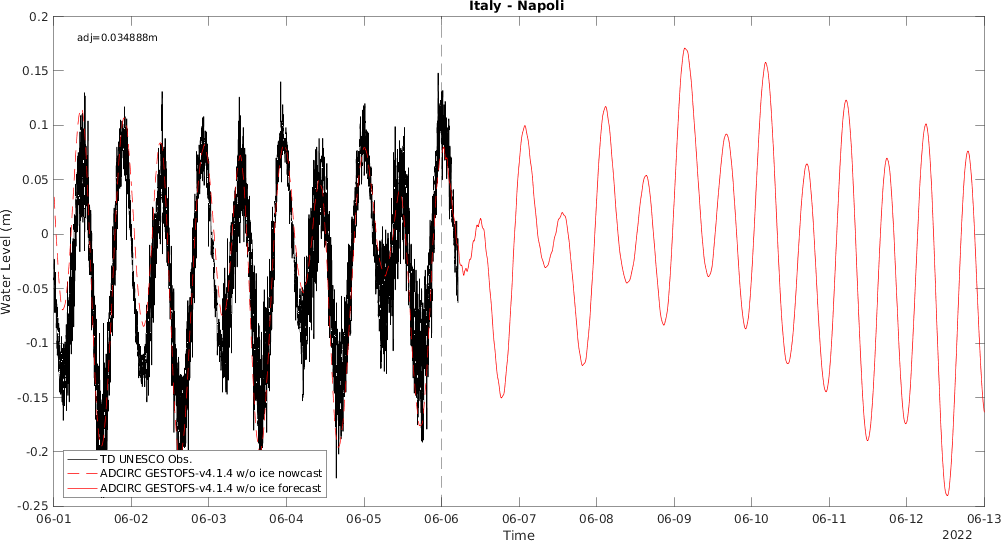 Italy - Napoli
adj=0.034888m
0.2
0.15
0.1
0.05
0
-0.05
-0.1
-0.15
-0.2
-0.25
Water Level (m)
TD UNESCO Obs.
ADCIRC GESTOFS-v4.1.4 w/o ice nowcast
ADCIRC GESTOFS-v4.1.4 w/o ice forecast
06-01 06-02 06-03 06-04 06-05 06-06 06-07 06-08 06-09 06-10 06-11 06-12 06-13
Time
2022